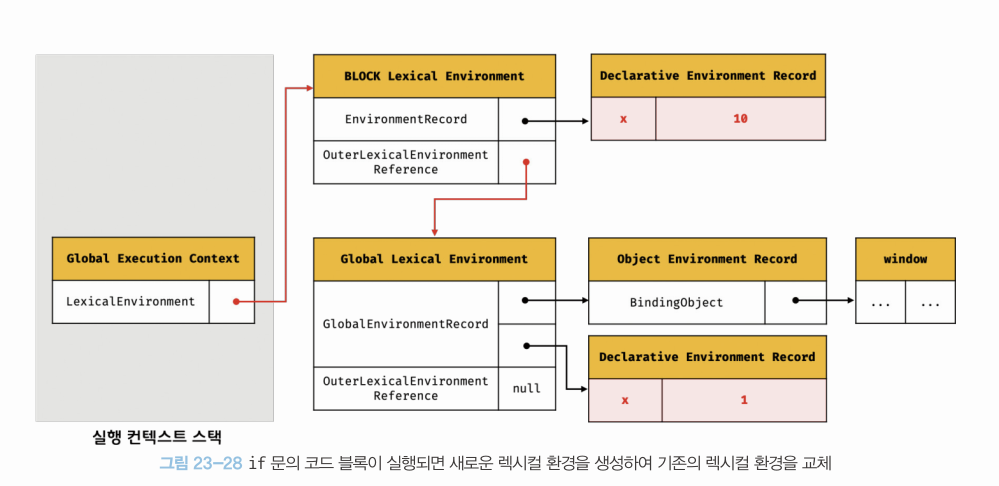 BLOCK Lexical Environment
EnvironmentRecord
OuterLexicalEnvironment
Reference
Declarative Environment Record
x 10
Global Execution Context
LexicalEnvironment
Global Lexical Environment
GlobalEnvironmentRecord
OuterLexicalEnvironment
Reference
null
Object Environment Record
BindingObject
window
... ...
Declarative Environment Record
x 1
실행 컨텍스트 스택
그림 23-28 if 문의 코드 블록이 실행되면 새로운 렉시컬 환경을 생성하여 기존의 렉시컬 환경을 교체